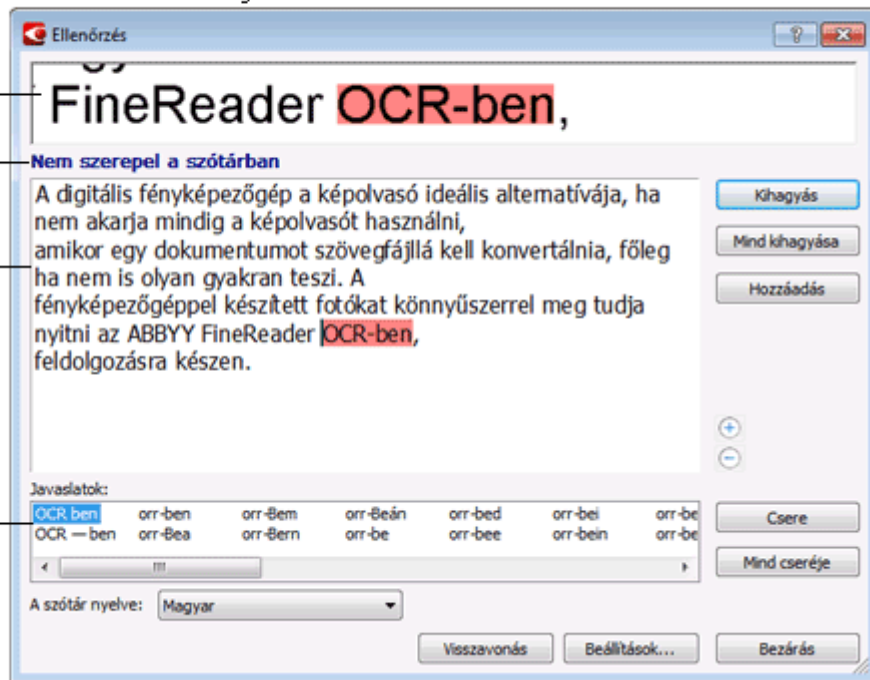 Ellenőrzés
FineReader OCR-ben,
Nem szerepel a szótárban
A digitális fényképezőgép a képolvasó ideális alternatívája, ha
nem akarja mindig a képolvasót használni,
amikor egy dokumentumot szövegfájllá kell konvertálnia, főleg
ha nem is olyan gyakran teszi. A
fényképezőgéppel készített fotókat könnyűszerrel meg tudja
nyitni az ABBYY FineReader OCR-ben,
feldolgozásra készen.
Kihagyás
Mind kihagyása
Hozzáadás
Javaslatok:
OCR ben orr-ben orr-Bem orr-Beán orr-bed orr-bei orr-be
OCR — ben orr-Bea orr-Bern orr-be orr-bee orr-bein orr-be
Csere
Mind cseréje
A szótár nyelve: Magyar
Visszavonás Beállítások... Bezárás